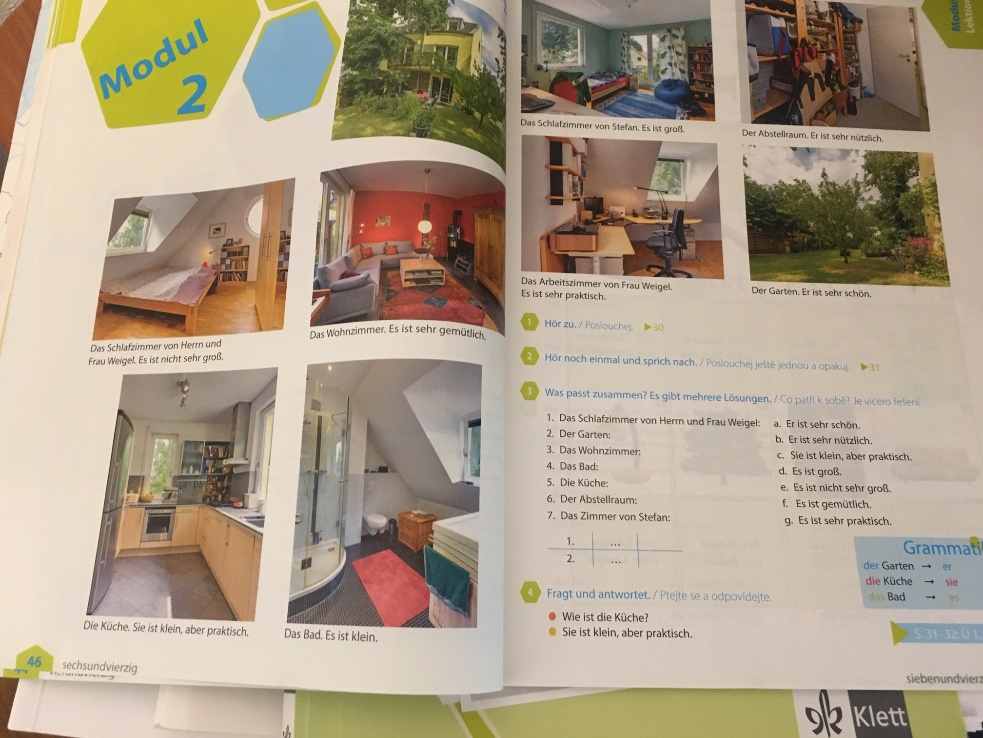 Modul
2
Das Schlafzimmer von Herrn und
Frau Weigel. Es ist nicht sehr groß.
Das Wohnzimmer. Es ist sehr gemütlich.
Die Küche. Sie ist klein, aber praktisch.
Das Bad. Es ist klein.
46 sechsundvierzig
Das Schlafzimmer von Stefan. Es ist groß.
Der Abstellraum. Er ist sehr nützlich.
Das Arbeitszimmer von Frau Weigel.
Es ist sehr praktisch.
Der Garten. Er ist sehr schön.
1 Hör zu. / Poslouchej. ▶30
2 Hör noch einmal und sprich nach. / Poslouchej ještě jednou a opakuj. ▶31
3 Was passt zusammen? Es gibt mehrere Lösungen. / Co patří k sobě? Je vícero řešení.
1. Das Schlafzimmer von Herrn und Frau Weigel:
2. Der Garten:
3. Das Wohnzimmer:
4. Das Bad:
5. Die Küche:
6. Der Abstellraum:
7. Das Zimmer von Stefan:
a. Er ist sehr schön.
b. Er ist sehr nützlich.
c. Sie ist klein, aber praktisch.
d. Es ist groß.
e. Es ist nicht sehr groß.
f. Es ist gemütlich.
g. Es ist sehr praktisch.
1. ...
2. ...
Grammati
der Garten → er
die Küche → sie
das Bad → es
4 Fragt und antwortet. / Ptejte se a odpovídejte.
Wie ist die Küche?
Sie ist klein, aber praktisch.
S. 31-32: Ü 1,
siebenundvierz
Modu
Lektion
Klett